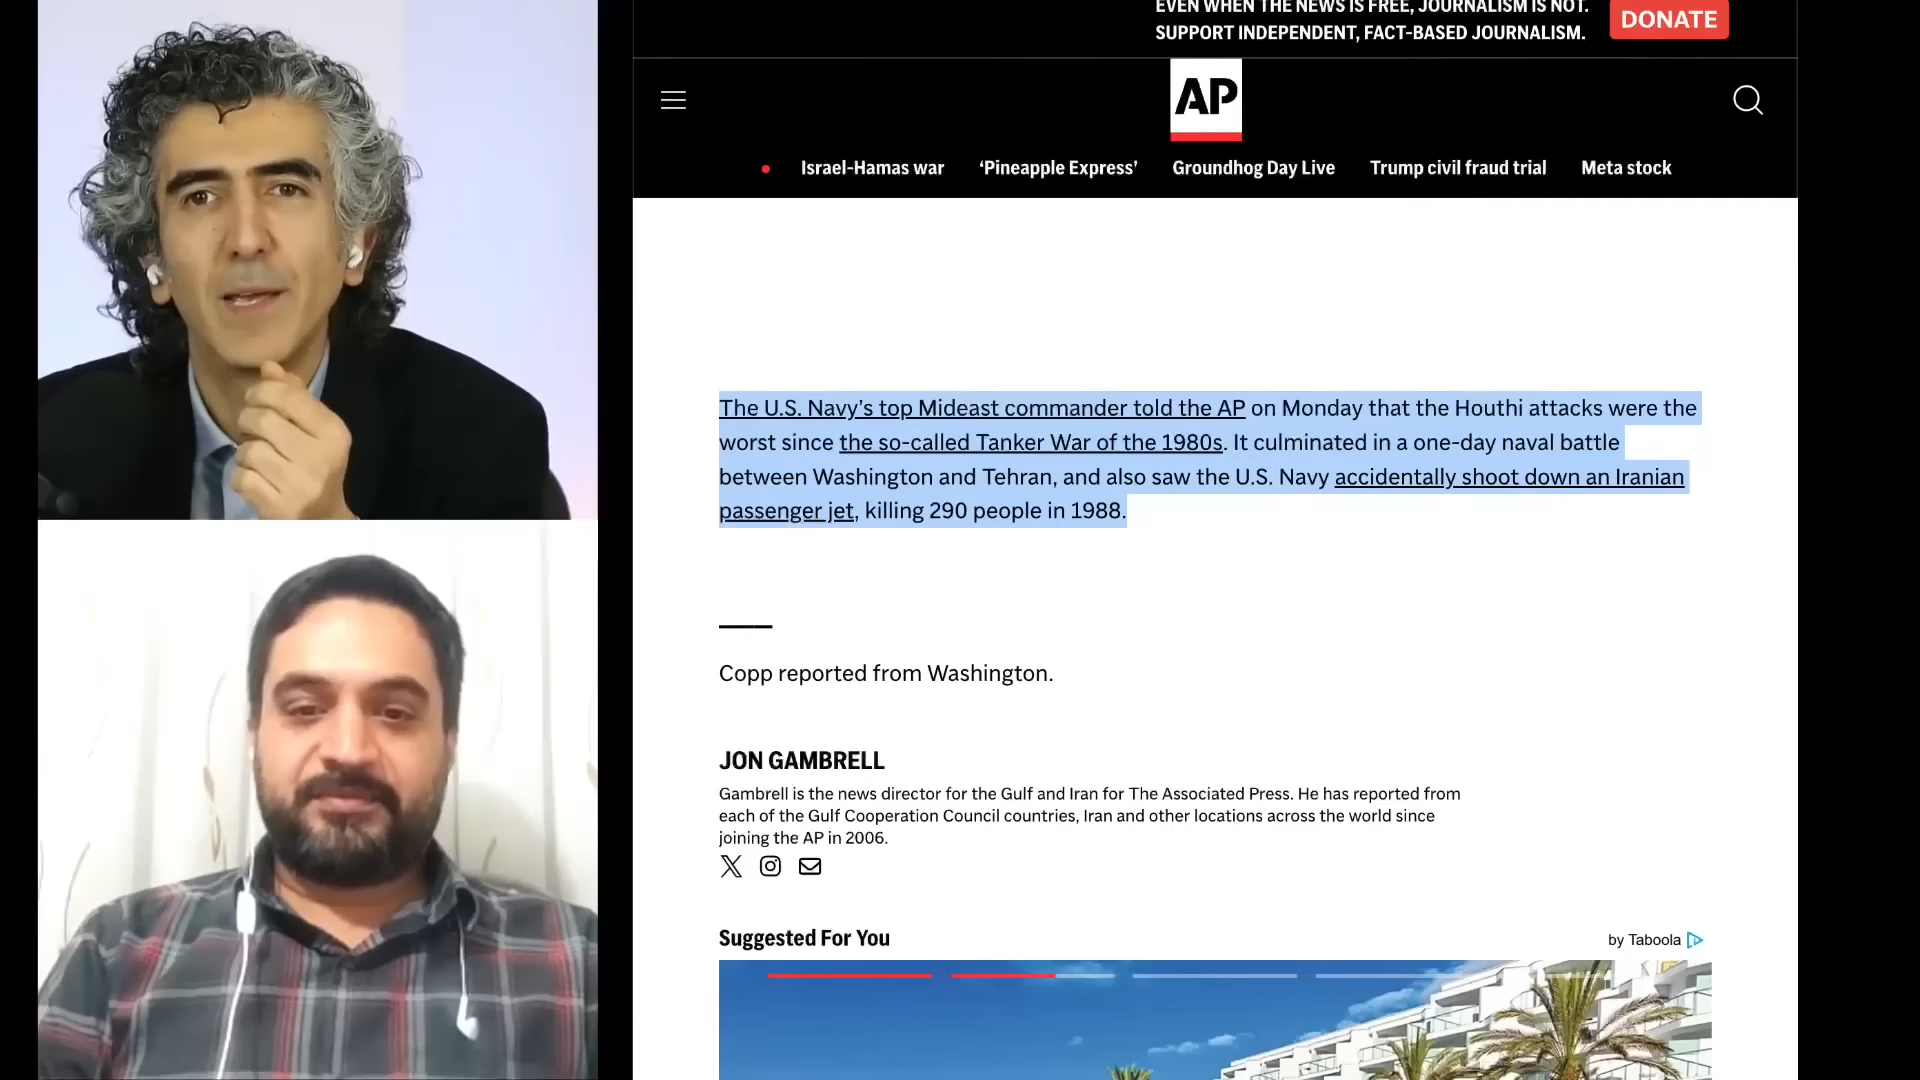 EVEN WHEN THE NEWS IS FREE, JOURNALISM IS NOT.
SUPPORT INDEPENDENT, FACT-BASED JOURNALISM.
DONATE
AP
Israel-Hamas war
‘Pineapple Express’
Groundhog Day Live
Trump civil fraud trial
Meta stock
The U.S. Navy’s top Mideast commander told the AP on Monday that the Houthi attacks were the
worst since the so-called Tanker War of the 1980s. It culminated in a one-day naval battle
between Washington and Tehran, and also saw the U.S. Navy accidentally shoot down an Iranian
passenger jet, killing 290 people in 1988.
Copp reported from Washington.
JON GAMBRELL
Gambrell is the news director for the Gulf and Iran for The Associated Press. He has reported from
each of the Gulf Cooperation Council countries, Iran and other locations across the world since
joining the AP in 2006.
Suggested For You
by Taboola